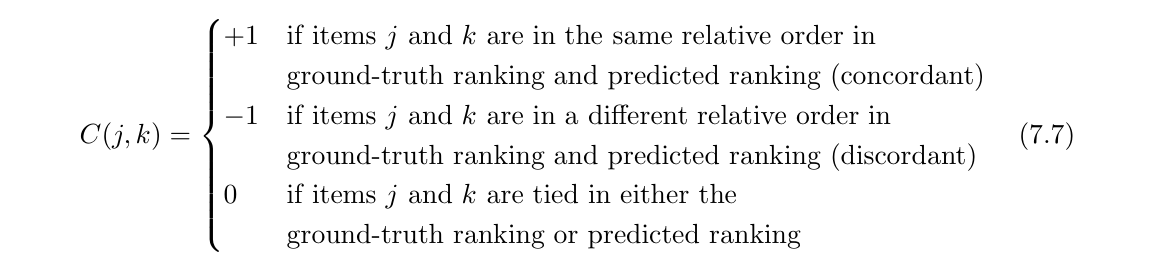 +1 if items j and k are in the same relative order in
ground-truth ranking and predicted ranking (concordant)
−1 if items j and k are in a different relative order in
C(j, k) = { (7.7)
ground-truth ranking and predicted ranking (discordant)
0 if items j and k are tied in either the
ground-truth ranking or predicted ranking